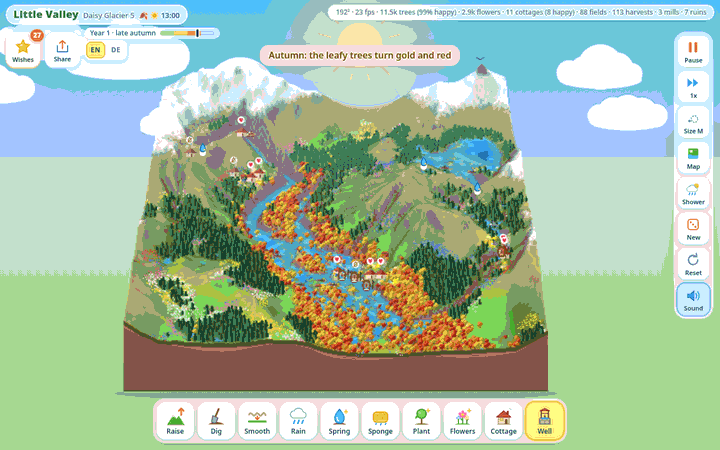 Little Valley Daisy Glacier 5 13:00
192² · 23 fps · 11.5k trees (99% happy) · 2.9k flowers · 11 cottages (8 happy) · 88 fields · 113 harvests · 3 mills · 7 ruins
27
Wishes
Share
Year 1 · late autumn
EN
DE
Autumn: the leafy trees turn gold and red
Pause
1x
Size M
Map
Shower
New
Reset
Sound
Raise
Dig
Smooth
Rain
Spring
Sponge
Plant
Flowers
Cottage
Well